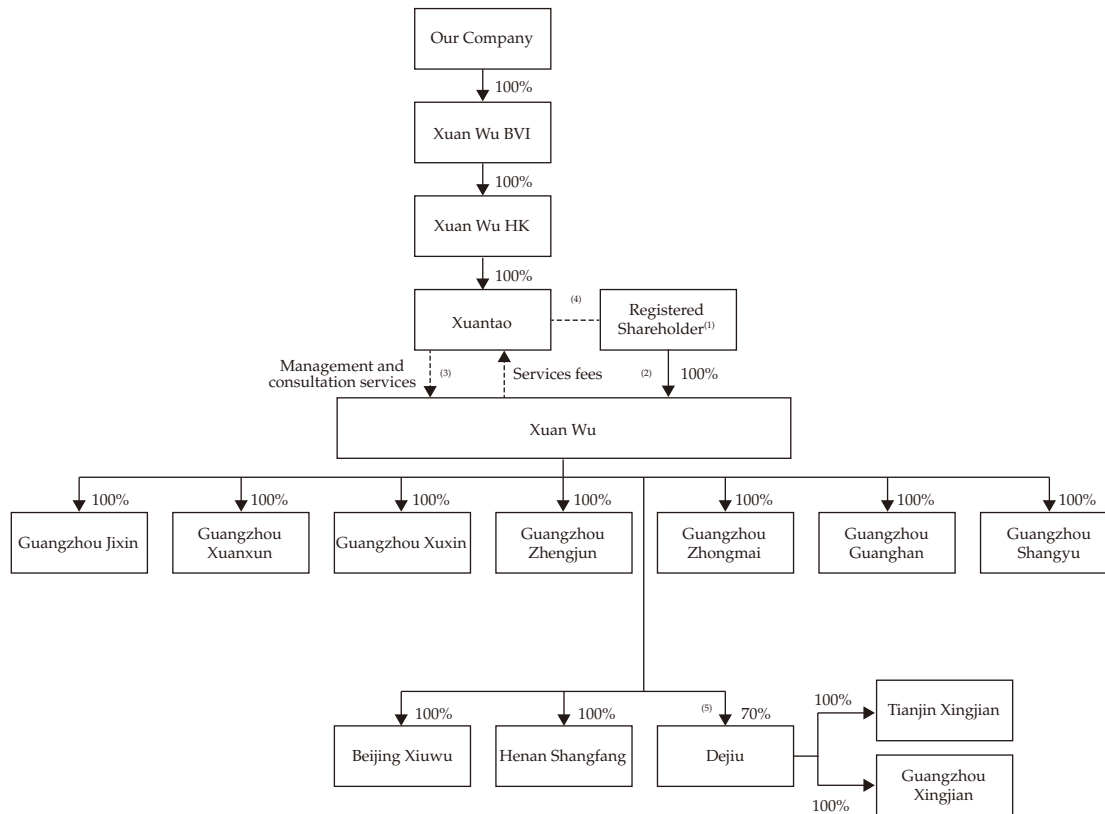 Our Company
100%
Xuan Wu BVI
100%
Xuan Wu HK
100%
Xuantao
(4)
Registered
Shareholder(1)
Management and
consultation services
(3)
Services fees
(2)
100%
Xuan Wu
100%
100%
100%
100%
100%
100%
100%
Guangzhou Jixin
Guangzhou
Xuanxun
Guangzhou Xuxin
Guangzhou
Zhengjun
Guangzhou
Zhongmai
Guangzhou
Guanghan
Guangzhou
Shangyu
100%
100%
(5)
70%
Beijing Xiuwu
Henan Shangfang
Dejiu
100%
Tianjin Xingjian
100%
Guangzhou
Xingjian